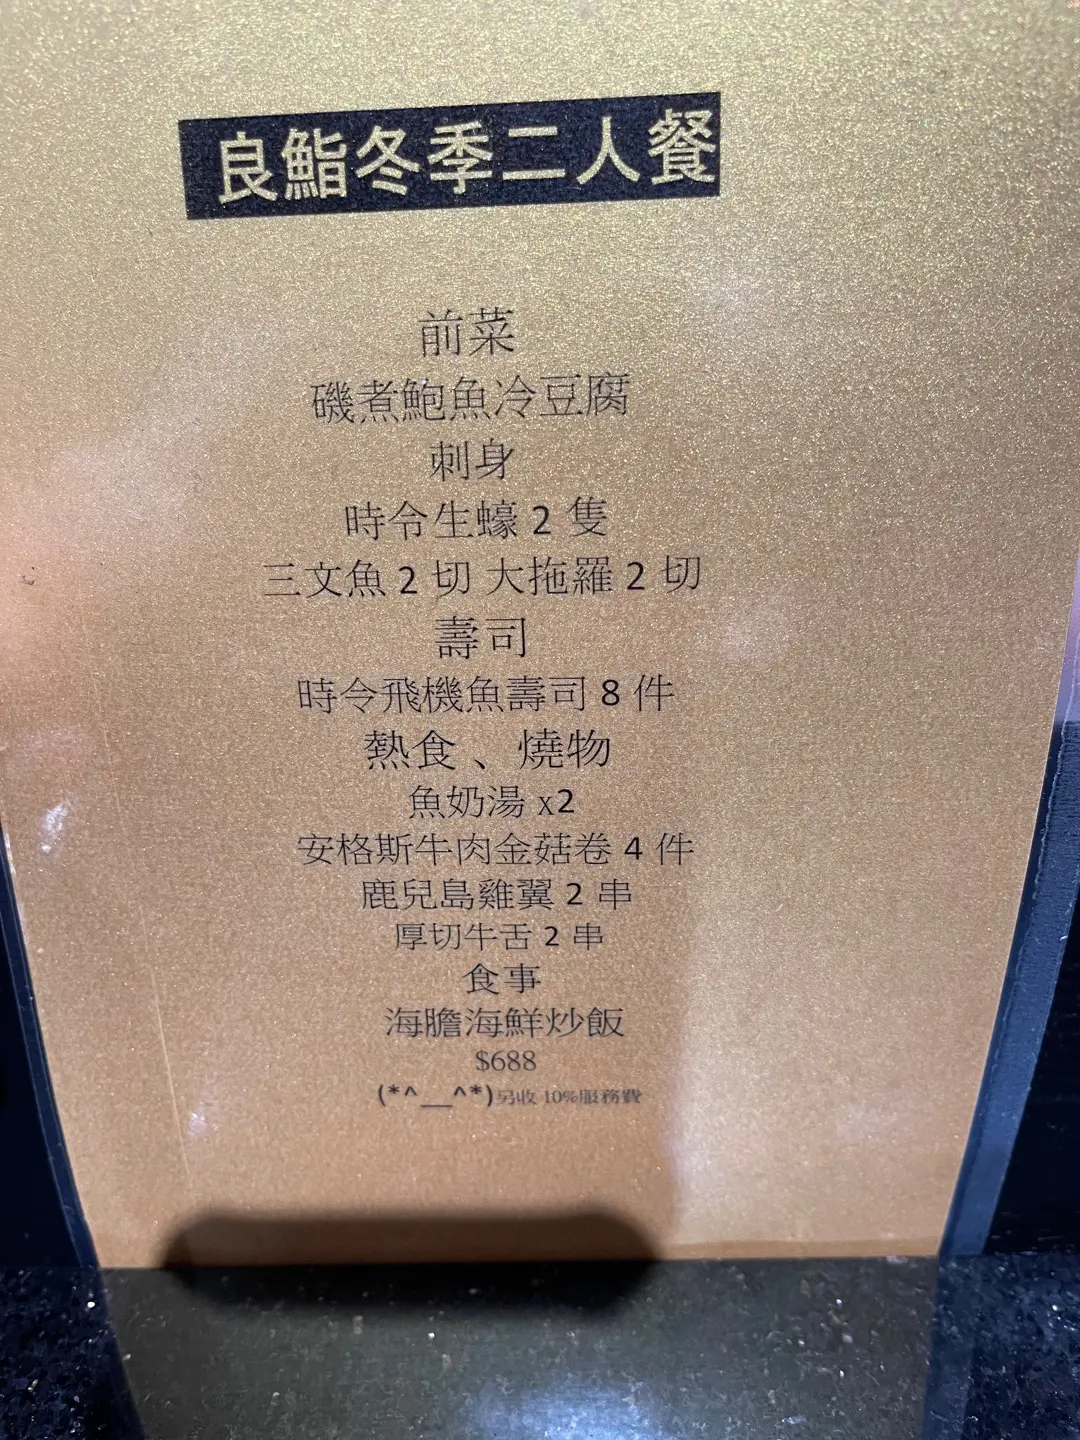 良鮨冬季二人餐
前菜
磯煮鮑魚冷豆腐
刺身
時令生蠔 2 隻
三文魚 2 切 大拖羅 2 切
壽司
時令飛機魚壽司 8 件
熱食 、燒物
魚奶湯 x2
安格斯牛肉金菇卷 4 件
鹿兒島雞翼 2 串
厚切牛舌 2 串
食事
海膽海鮮炒飯
$688
(*^__^*)另收 10%服務費